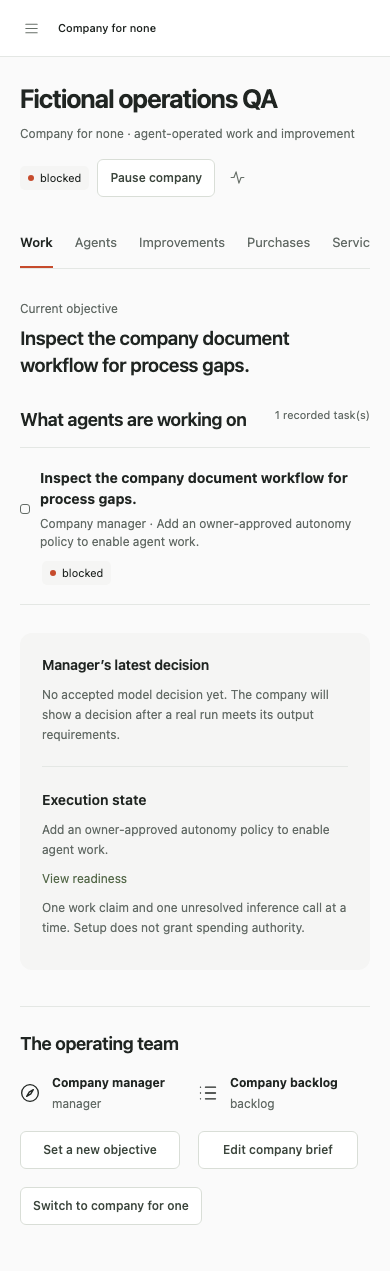 Company for none
Fictional operations QA
Company for none · agent-operated work and improvement
blocked
Pause company
Work Agents Improvements Purchases Servic
Current objective
Inspect the company document
workflow for process gaps.
What agents are working on
1 recorded task(s)
Inspect the company document workflow for
process gaps.
Company manager · Add an owner-approved autonomy
policy to enable agent work.
blocked
Manager’s latest decision
No accepted model decision yet. The company will
show a decision after a real run meets its output
requirements.
Execution state
Add an owner-approved autonomy policy to enable
agent work.
View readiness
One work claim and one unresolved inference call at a
time. Setup does not grant spending authority.
The operating team
Company manager
manager
Company backlog
backlog
Set a new objective
Edit company brief
Switch to company for one